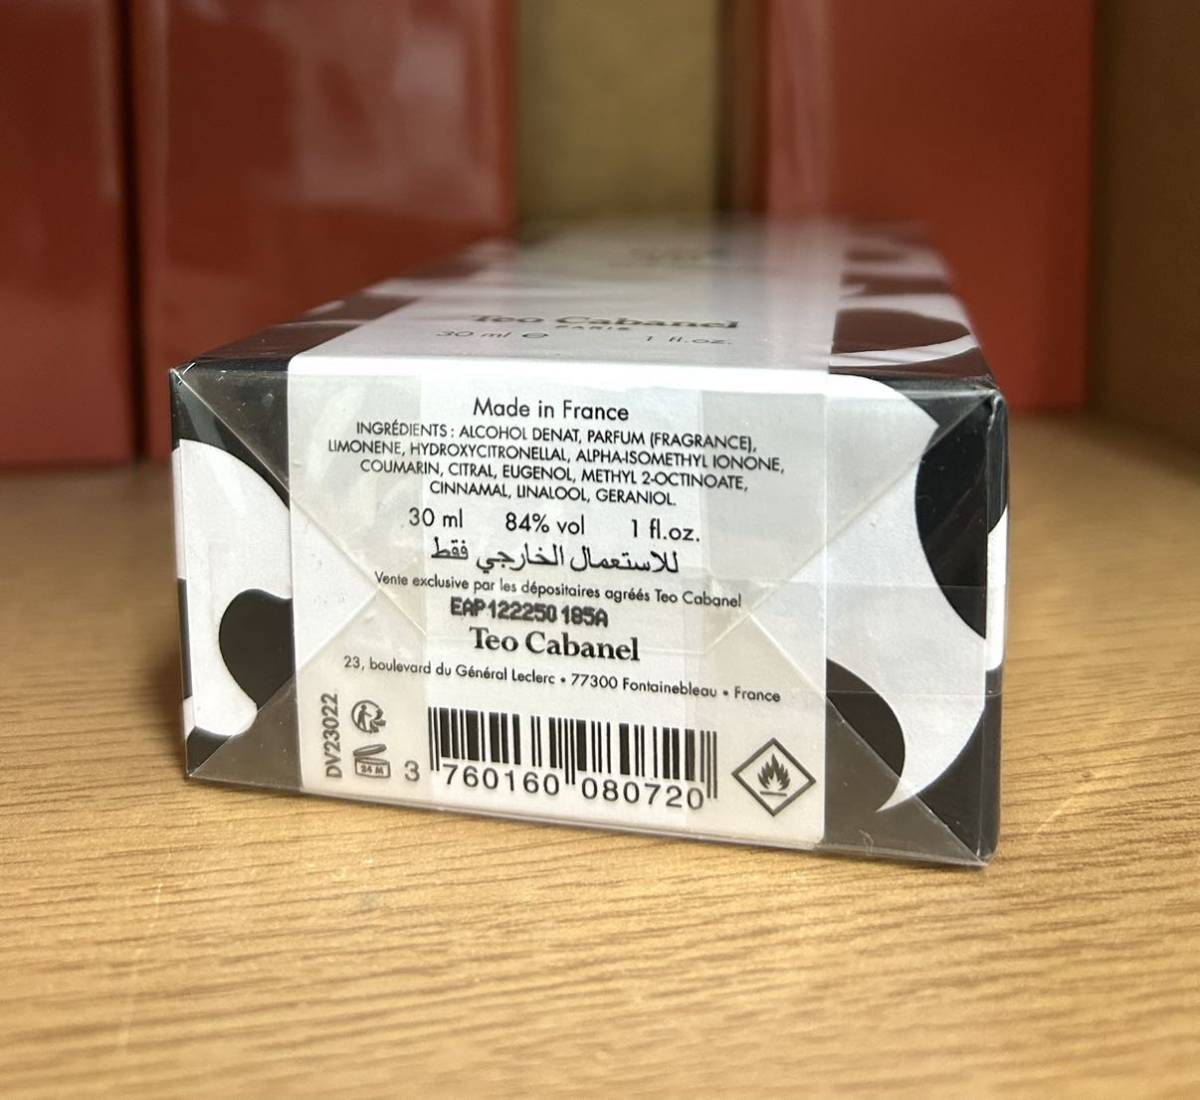 Teo Cabanel
PARIS
30 ml e 1 fl.oz.
Made in France
INGRÉDIENTS : ALCOHOL DENAT, PARFUM (FRAGRANCE),
LIMONENE, HYDROXYCITRONELLAL, ALPHA-ISOMETHYL IONONE,
COUMARIN, CITRAL, EUGENOL, METHYL 2-OCTINOATE,
CINNAMAL, LINALOOL, GERANIOL.
30 ml 84% vol 1 fl.oz.
للاستعمال الخارجي فقط
Vente exclusive par les dépositaires agréés Teo Cabanel
EAP122250 185A
Teo Cabanel
23, boulevard du Général Leclerc • 77300 Fontainebleau • France
DV23022
24 M
3 760160 080720